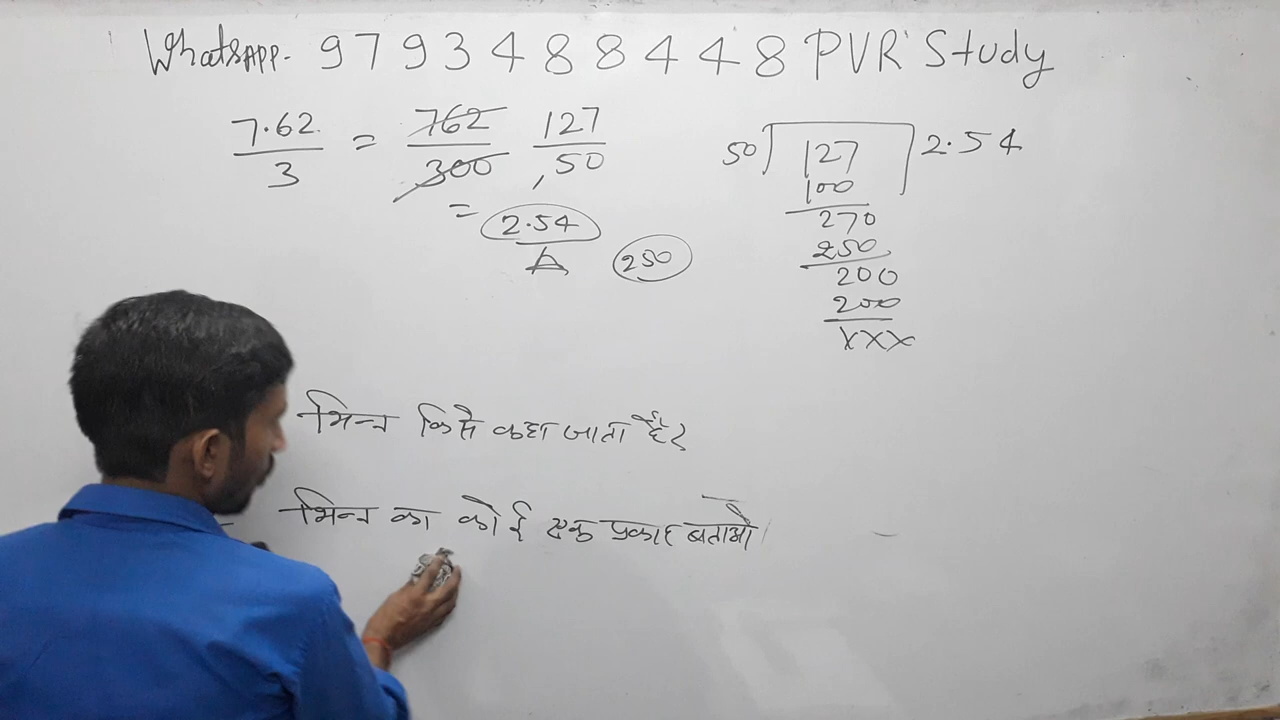 WhatsAPP- 9793488448 PVR Study
7.62/3 = 762/300, 127/50
= 2.54
250
50) 127 ) 2.54
100
270
250
200
200
xxx
भिन्न किसे कहा जाता है?
भिन्न का कोई एक प्रकार बताओ